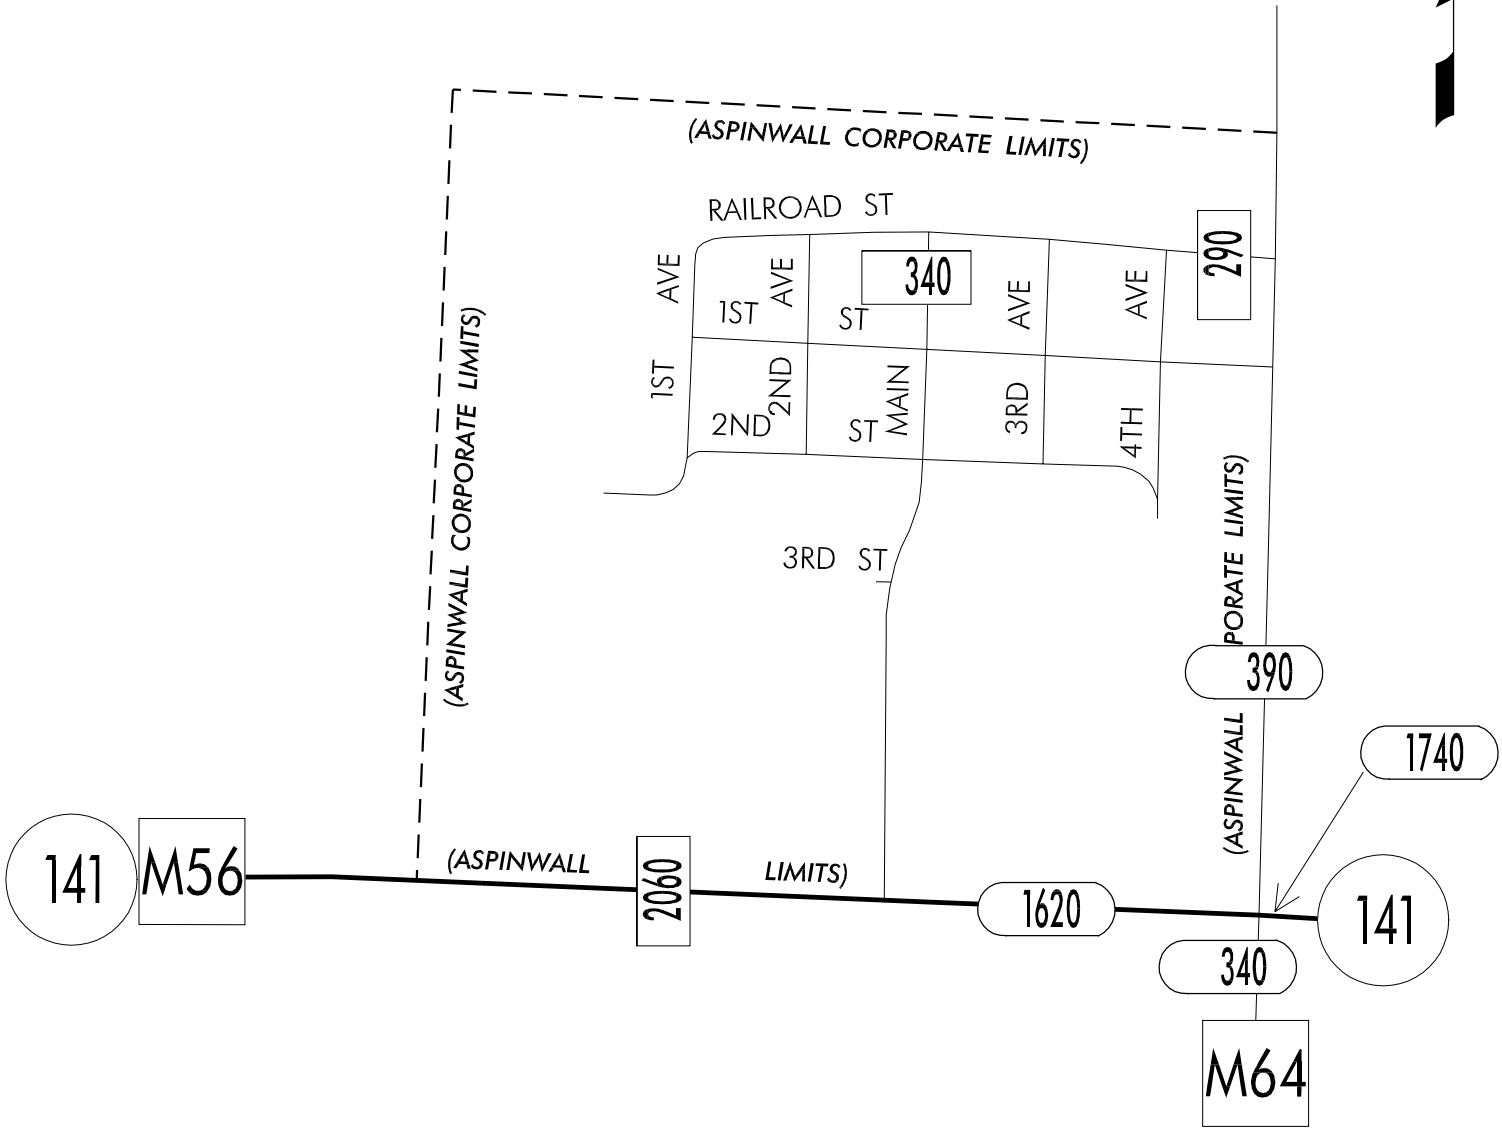 (ASPINWALL CORPORATE LIMITS)
RAILROAD ST
290
340
AVE
AVE
AVE
AVE
1ST ST
1ST
2ND
MAIN
3RD
4TH
2ND ST
(ASPINWALL CORPORATE LIMITS)
3RD ST
(ASPINWALL PORATE LIMITS)
390
1740
141
M56
(ASPINWALL LIMITS)
2060
1620
141
340
M64